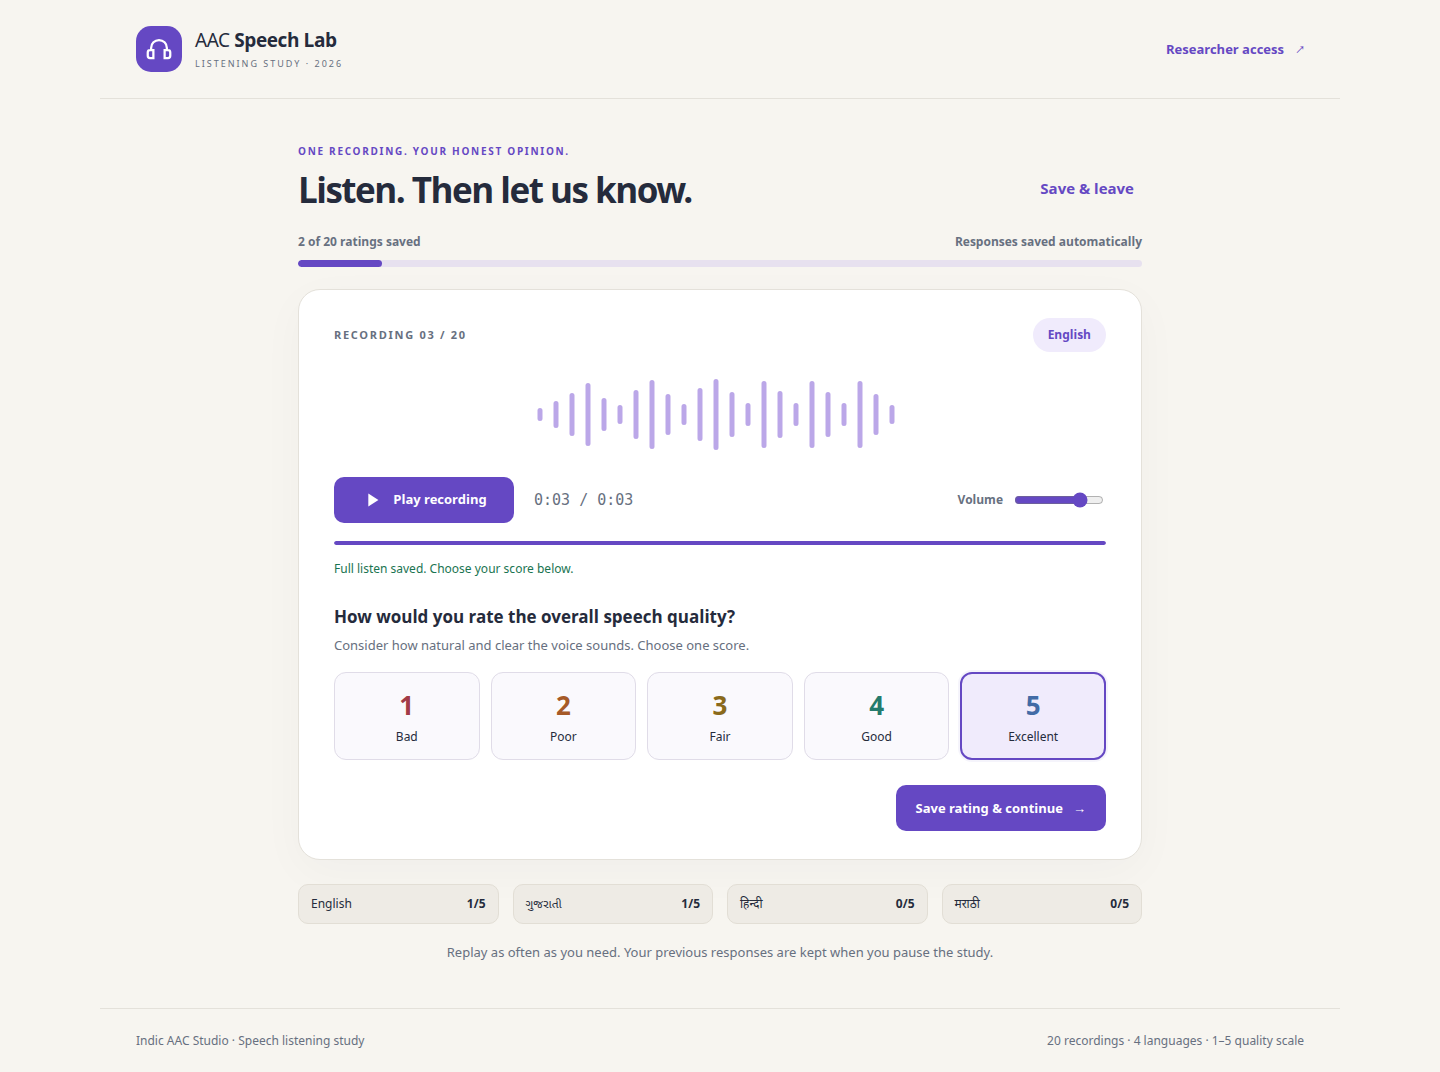 AAC Speech Lab
LISTENING STUDY · 2026
Researcher access ↗
ONE RECORDING. YOUR HONEST OPINION.
Listen. Then let us know.
Save & leave
2 of 20 ratings saved
Responses saved automatically
RECORDING 03 / 20
English
Play recording
0:03 / 0:03
Volume
Full listen saved. Choose your score below.
How would you rate the overall speech quality?
Consider how natural and clear the voice sounds. Choose one score.
1
Bad
2
Poor
3
Fair
4
Good
5
Excellent
Save rating & continue →
English 1/5
ગુજરાતી 1/5
हिन्दी 0/5
मराठी 0/5
Replay as often as you need. Your previous responses are kept when you pause the study.
Indic AAC Studio · Speech listening study
20 recordings · 4 languages · 1–5 quality scale